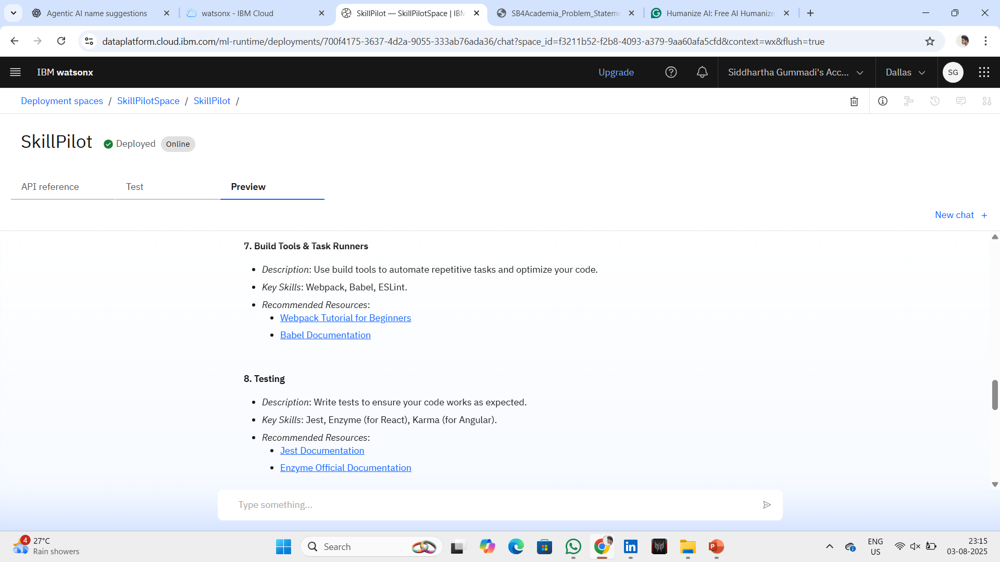 Agentic AI name suggestions
watsonx - IBM Cloud
SkillPilot — SkillPilotSpace | IBM
SB4Academia_Problem_Stateme
Humanize AI: Free AI Humanize
dataplatform.cloud.ibm.com/ml-runtime/deployments/700f4175-3637-4d2a-9055-333ab76ada36/chat?space_id=f3211b52-f2b8-4093-a379-9aa60afa5cfd&context=wx&flush=true
IBM watsonx
Upgrade
Siddhartha Gummadi's Acc...
Dallas
SG
Deployment spaces / SkillPilotSpace / SkillPilot /
SkillPilot
Deployed
Online
API reference
Test
Preview
New chat +
7. Build Tools & Task Runners
• Description: Use build tools to automate repetitive tasks and optimize your code.
• Key Skills: Webpack, Babel, ESLint.
• Recommended Resources:
• Webpack Tutorial for Beginners
• Babel Documentation
8. Testing
• Description: Write tests to ensure your code works as expected.
• Key Skills: Jest, Enzyme (for React), Karma (for Angular).
• Recommended Resources:
• Jest Documentation
• Enzyme Official Documentation
Type something...
4
27°C
Rain showers
Search
ENG
US
23:15
03-08-2025